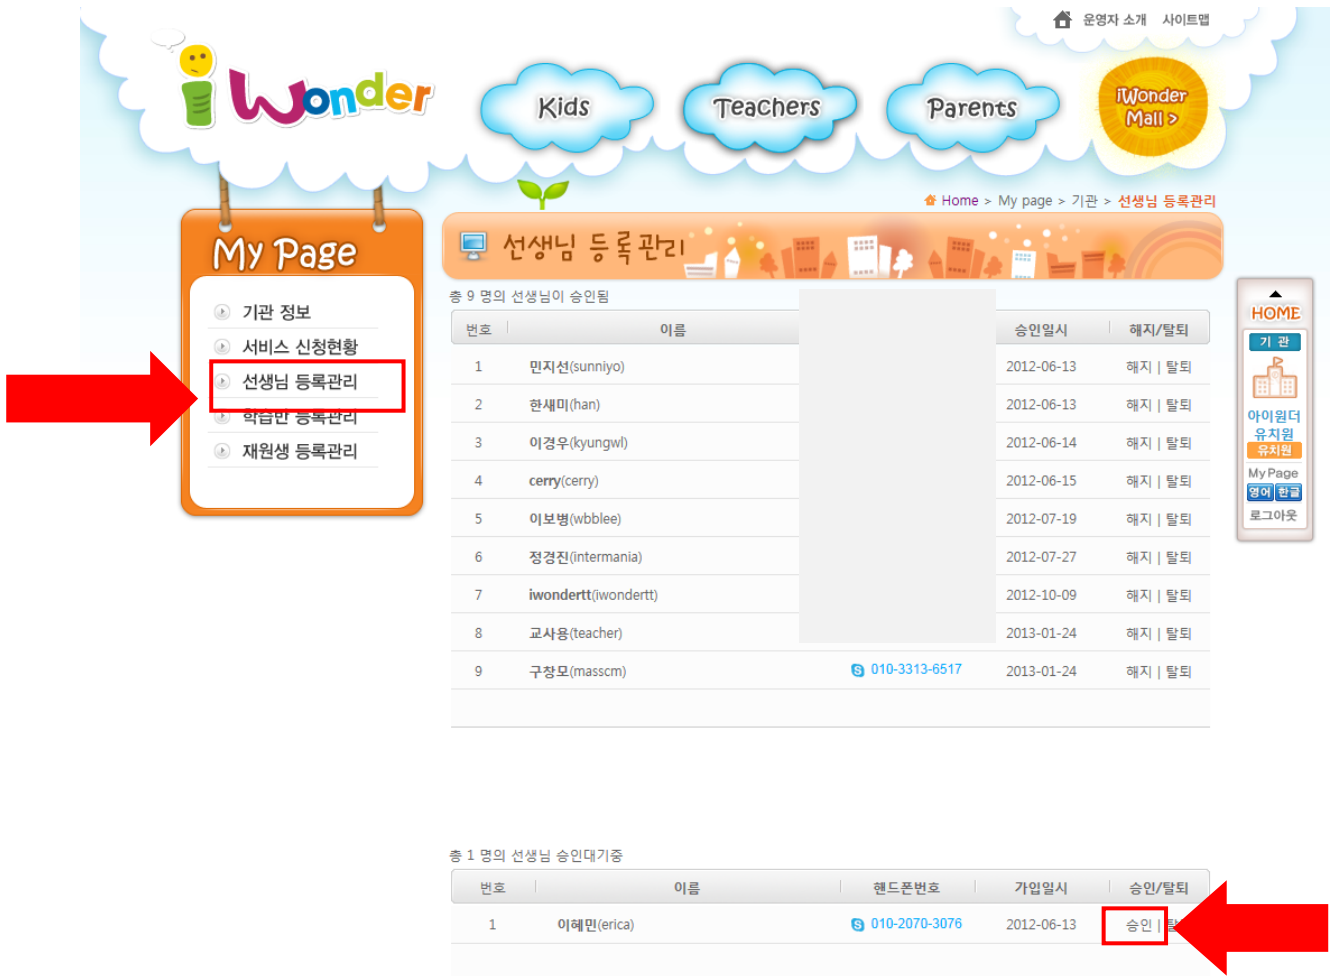 운영자 소개 사이트맵
i Wonder
Kids
Teachers
Parents
iWonder
Mall >
Home > My page > 기관 > 선생님 등록관리
My Page
기관 정보
서비스 신청현황
선생님 등록관리
학습반 등록관리
재원생 등록관리
선생님 등록관리
총 9 명의 선생님이 승인됨
번호 이름 승인일시 해지/탈퇴
1 민지선(sunniyo) 2012-06-13 해지 | 탈퇴
2 한새미(han) 2012-06-13 해지 | 탈퇴
3 이경우(kyungwl) 2012-06-14 해지 | 탈퇴
4 cerry(cerry) 2012-06-15 해지 | 탈퇴
5 이보병(wbblee) 2012-07-19 해지 | 탈퇴
6 정경진(intermania) 2012-07-27 해지 | 탈퇴
7 iwondertt(iwondertt) 2012-10-09 해지 | 탈퇴
8 교사용(teacher) 2013-01-24 해지 | 탈퇴
9 구창모(masscm) 010-3313-6517 2013-01-24 해지 | 탈퇴
총 1 명의 선생님 승인대기중
번호 이름 핸드폰번호 가입일시 승인/탈퇴
1 이혜민(erica) 010-2070-3076 2012-06-13 승인 |
HOME
기 관
아이원더
유치원
유치원
My Page
영어 한글
로그아웃